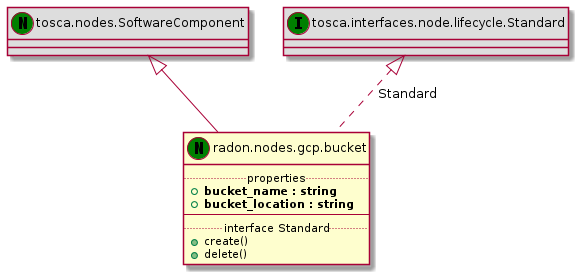 N tosca.nodes.SoftwareComponent
I tosca.interfaces.node.lifecycle.Standard
Standard
N radon.nodes.gcp.bucket
properties
bucket_name : string
bucket_location : string
interface Standard
create()
delete()